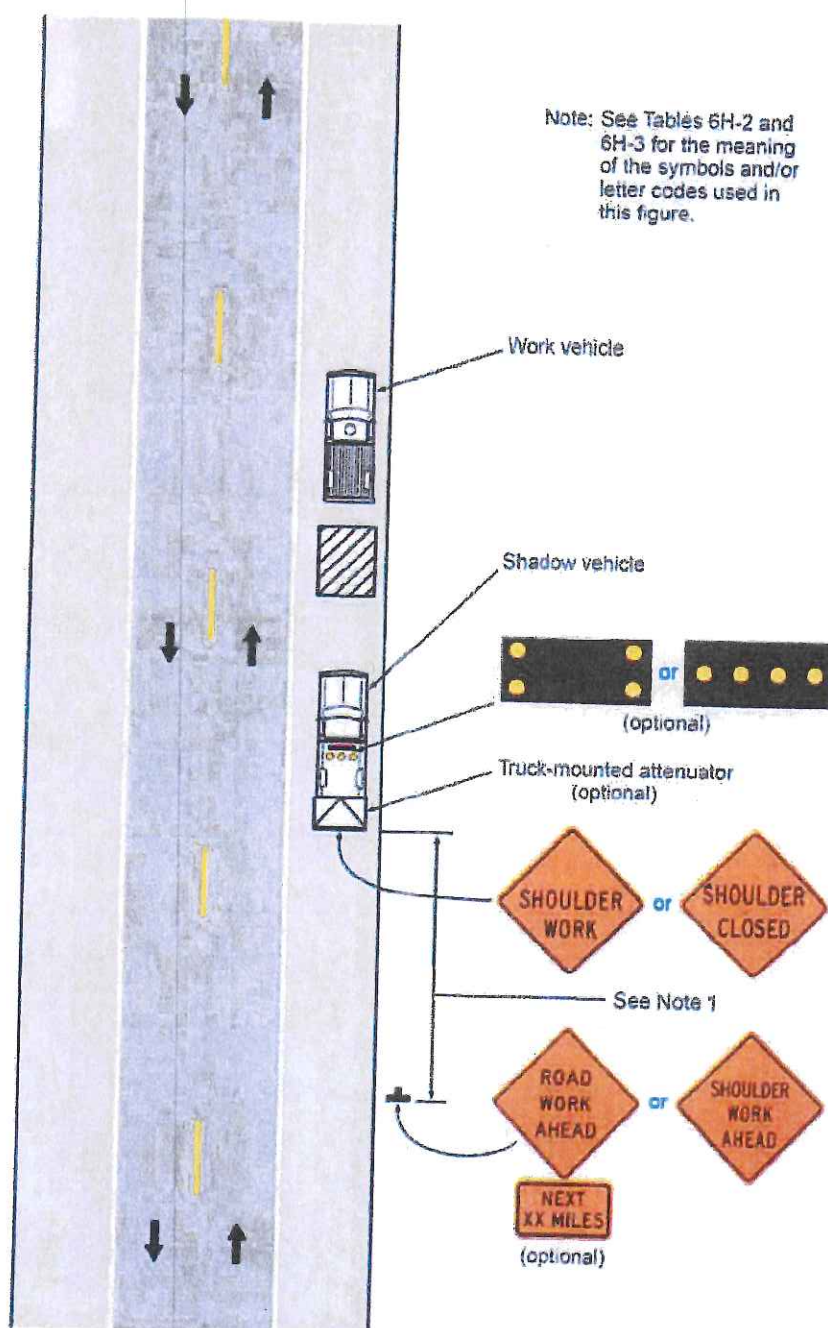 Note: See Tables 6H-2 and
6H-3 for the meaning
of the symbols and/or
letter codes used in
this figure.
Work vehicle
Shadow vehicle
or
(optional)
Truck-mounted attenuator
(optional)
SHOULDER
WORK
or
SHOULDER
CLOSED
See Note 1
ROAD
WORK
AHEAD
or
SHOULDER
WORK
AHEAD
NEXT
XX MILES
(optional)